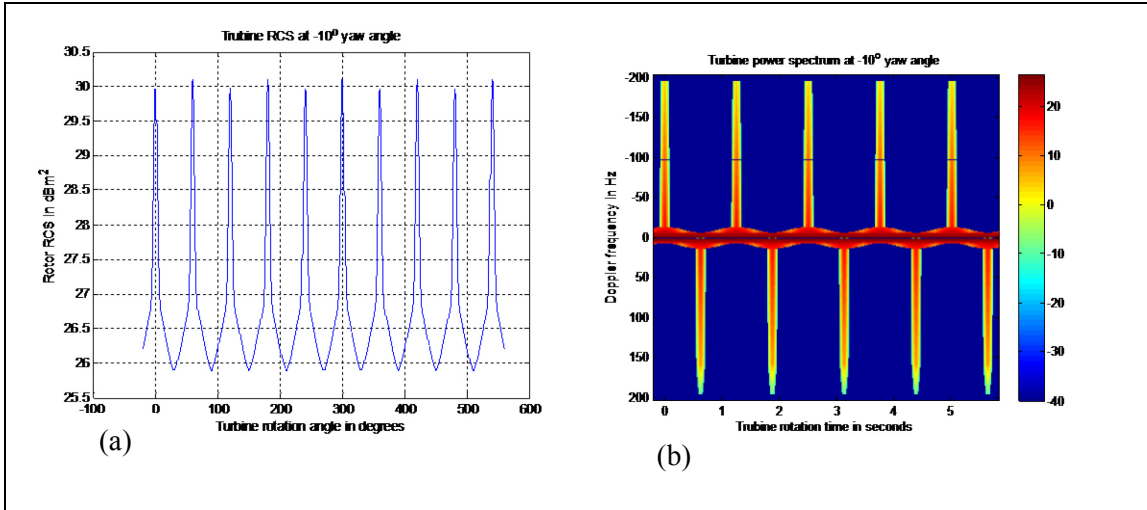 Trubine RCS at -10⁰ yaw angle
30.5
30
29.5
29
28.5
28
27.5
27
26.5
26
25.5
Rotor RCS in dBm²
-100 0 100 200 300 400 500 600
Turbine rotation angle in degrees
(a)
Turbine power spectrum at -10° yaw angle
-200
-150
-100
-50
0
50
100
150
200
Doppler frequency in Hz
0 1 2 3 4 5
Trubine rotation time in seconds
20
10
0
-10
-20
-30
-40
(b)